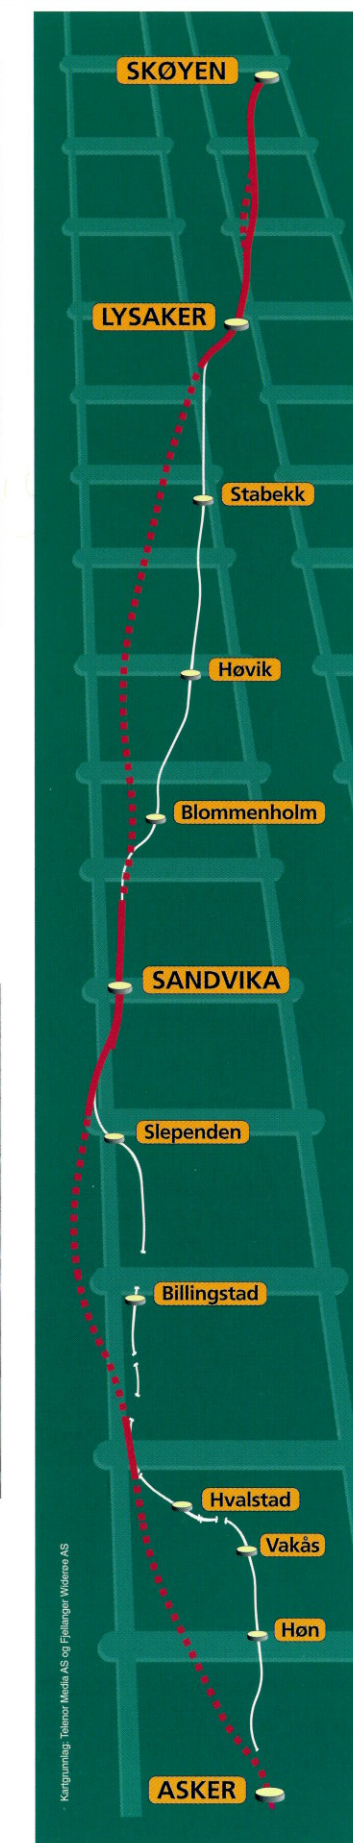 SKØYEN
LYSAKER
Stabekk
Høvik
Blommenholm
SANDVIKA
Slependen
Billingstad
Hvalstad
Vakås
Høn
ASKER
Kartgrunnlag: Telenor Media AS og Fjellanger Widerøe AS